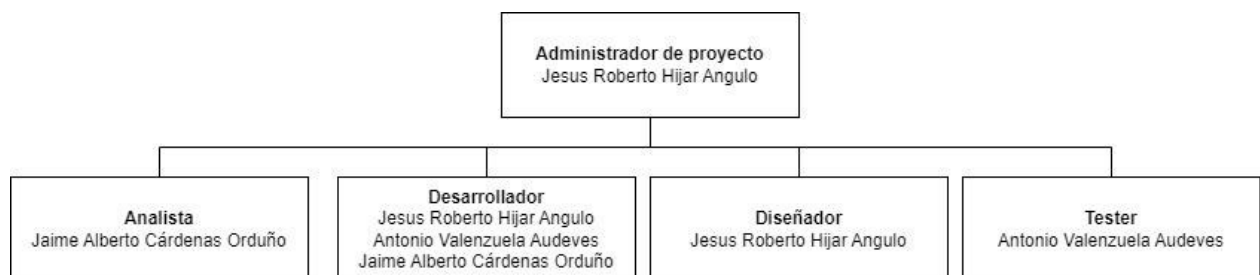 Administrador de proyecto
Jesus Roberto Hijar Angulo
Analista
Jaime Alberto Cárdenas Orduño
Desarrollador
Jesus Roberto Hijar Angulo
Antonio Valenzuela Audeves
Jaime Alberto Cárdenas Orduño
Diseñador
Jesus Roberto Hijar Angulo
Tester
Antonio Valenzuela Audeves